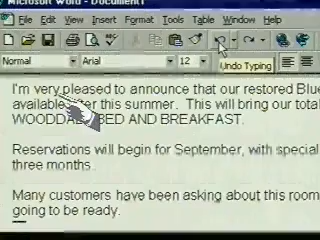 Microsoft Word - Document1
File Edit View Insert Format Tools Table Window Help
Normal Arial 12
Undo Typing
I'm very pleased to announce that our restored Blue
available after this summer. This will bring our total
BED AND BREAKFAST.
Reservations will begin for September, with special
three months.
Many customers have been asking about this room
going to be ready.